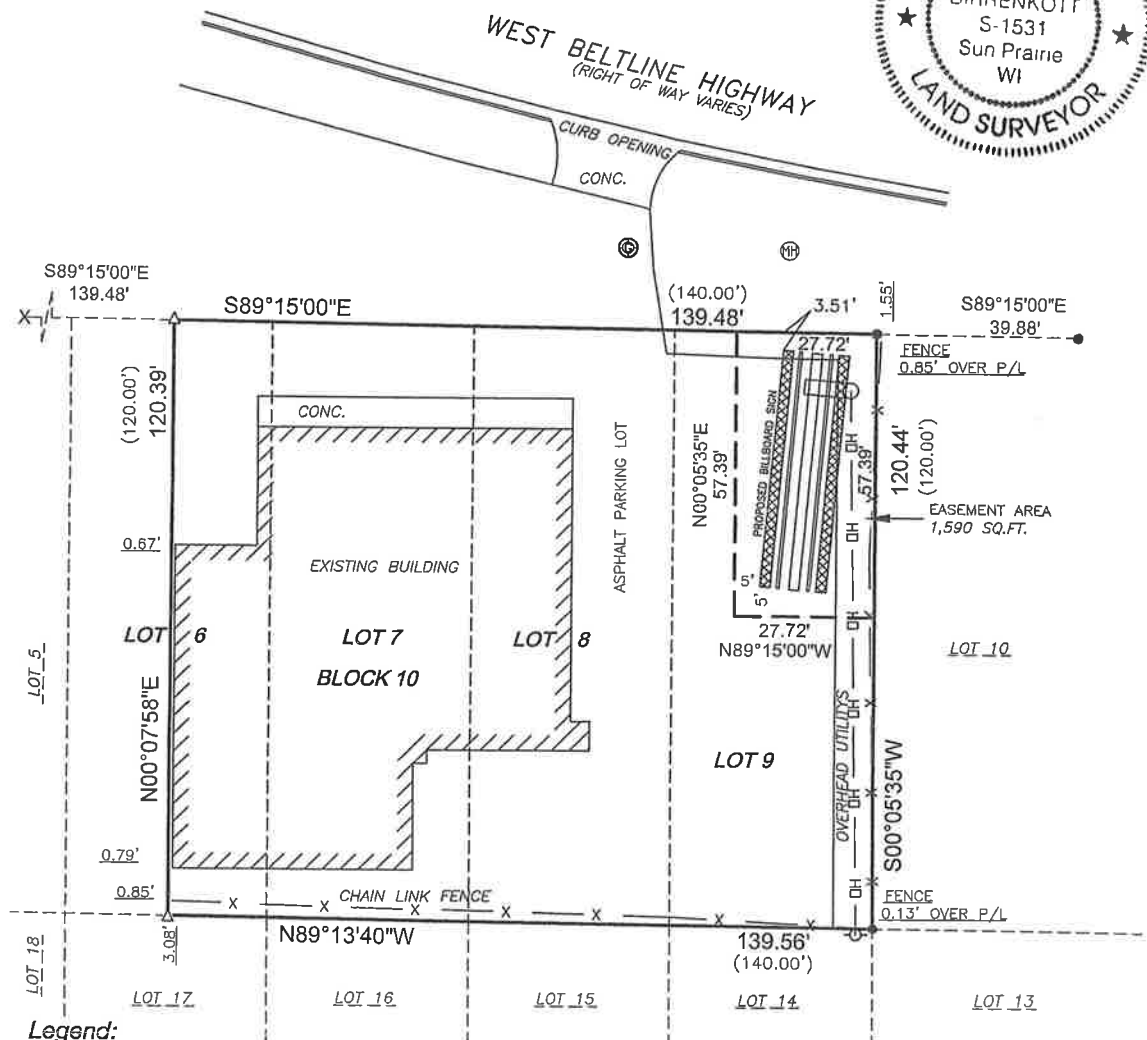 S-1531
Sun Prairie
WI
LAND SURVEYOR
WEST BELTLINE HIGHWAY
(RIGHT OF WAY VARIES)
CURB OPENING
CONC.
G
MH
S89°15'00"E
139.48'
X
S89°15'00"E
(140.00')
139.48'
3.51'
1.55'
S89°15'00"E
39.88'
27.72'
FENCE
0.85' OVER P/L
(120.00')
120.39'
CONC.
ASPHALT PARKING LOT
N00°05'35"E
57.39'
PROPOSED BILLBOARD SIGN
57.39'
120.44'
(120.00')
EASEMENT AREA
1,590 SQ.FT.
0.67'
EXISTING BUILDING
5'
5'
27.72'
N89°15'00"W
LOT 5
LOT 6
LOT 7
BLOCK 10
LOT 8
LOT 10
N00°07'58"E
LOT 9
OVERHEAD UTILITYS
OH
OH
OH
OH
OH
OH
S00°05'35"W
0.79'
0.85'
CHAIN LINK FENCE
X X X X X X X
FENCE
0.13' OVER P/L
N89°13'40"W
139.56'
(140.00')
3.08'
LOT 18
LOT 17
LOT 16
LOT 15
LOT 14
LOT 13
Legend: